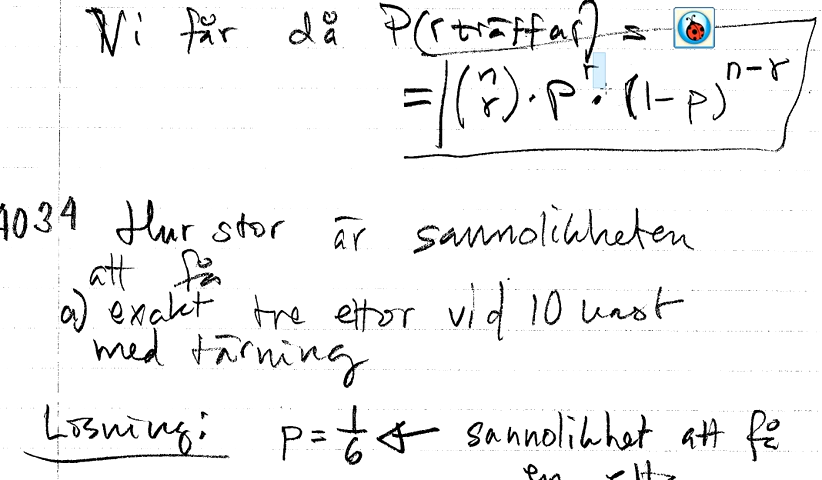 Vi får då P(r träffar) =
= (n r) · p^r · (1-p)^n-r
1034 Hur stor är sannolikheten
att få
a) exakt tre ettor vid 10 kast
med tärning
Lösning: p = 1/6 ← sannolikhet att få
en